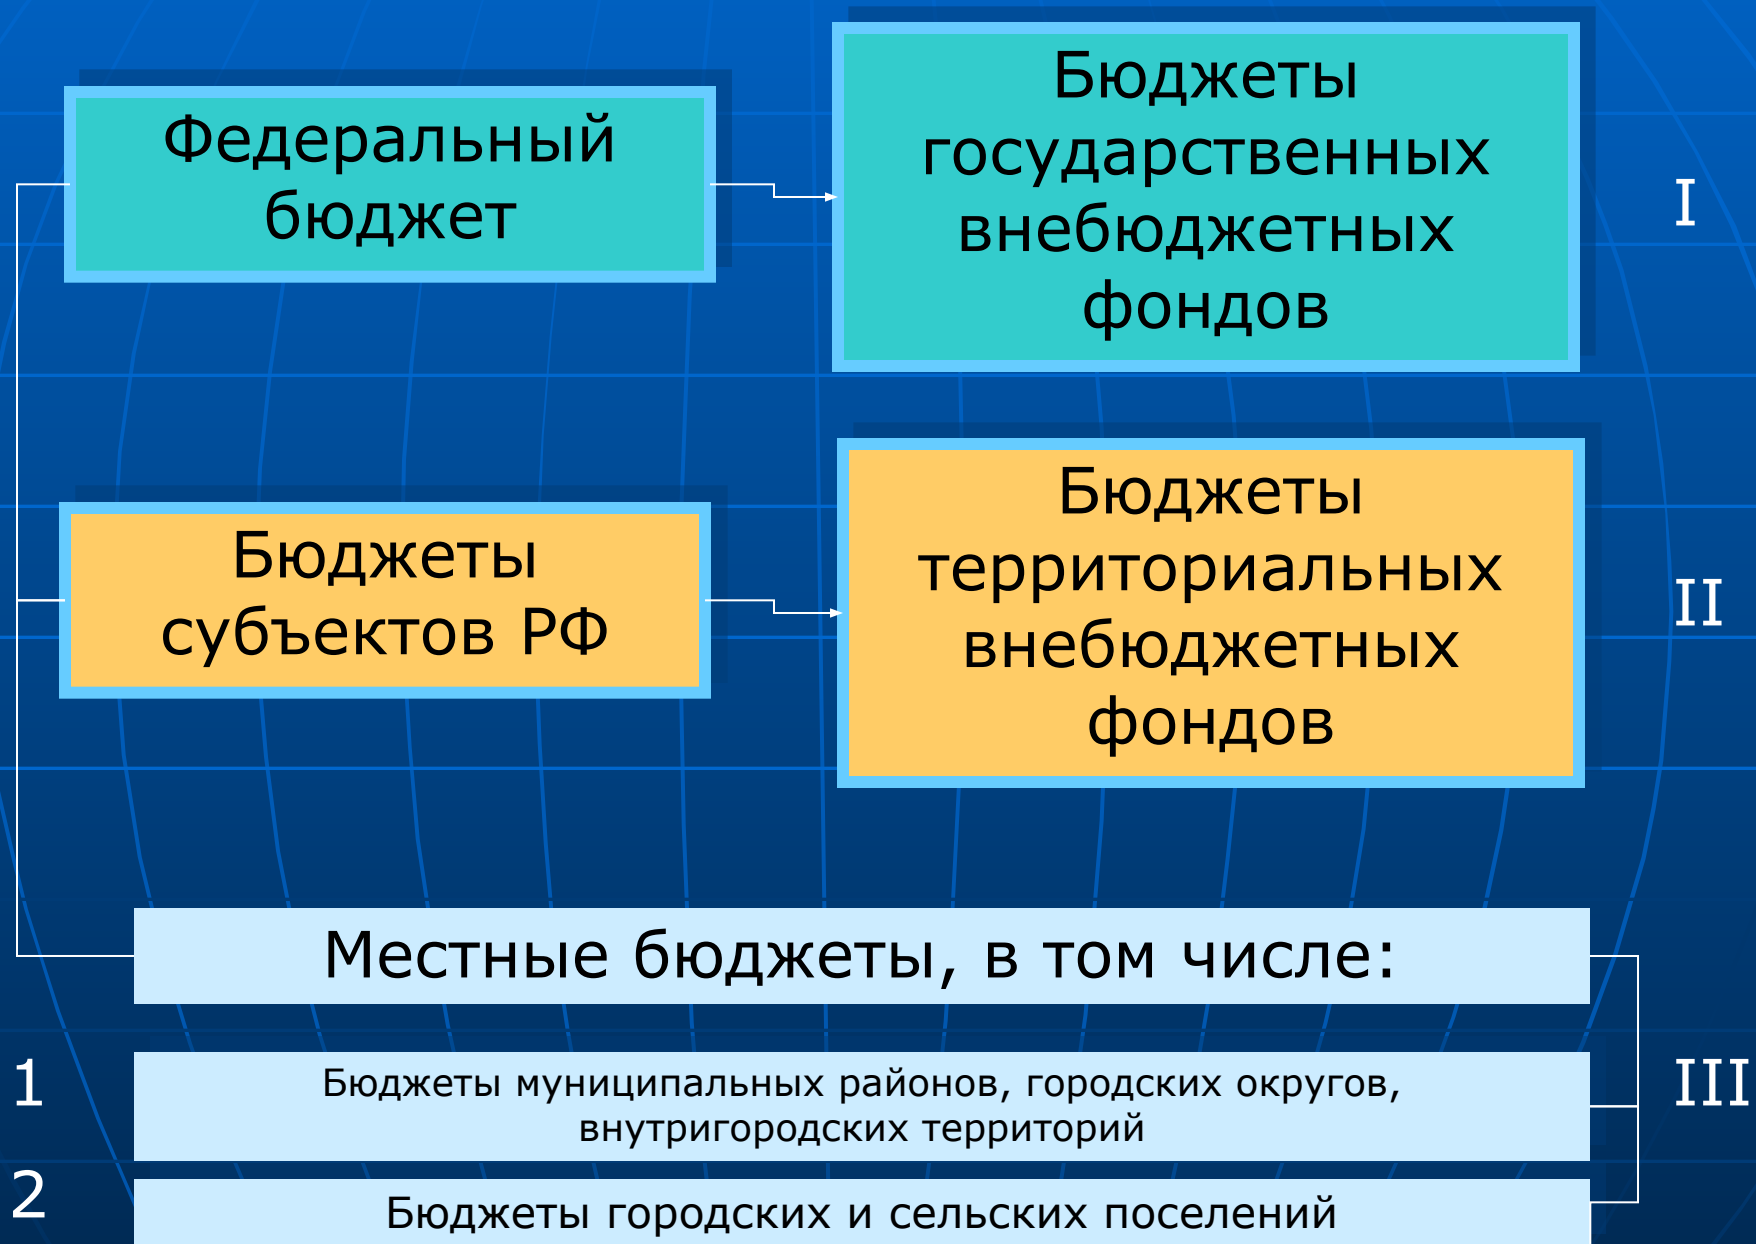 Федеральный
бюджет
Бюджеты
государственных
внебюджетных
фондов
I
Бюджеты
субъектов РФ
Бюджеты
территориальных
внебюджетных
фондов
II
Местные бюджеты, в том числе:
1
Бюджеты муниципальных районов, городских округов,
внутригородских территорий
III
2
Бюджеты городских и сельских поселений